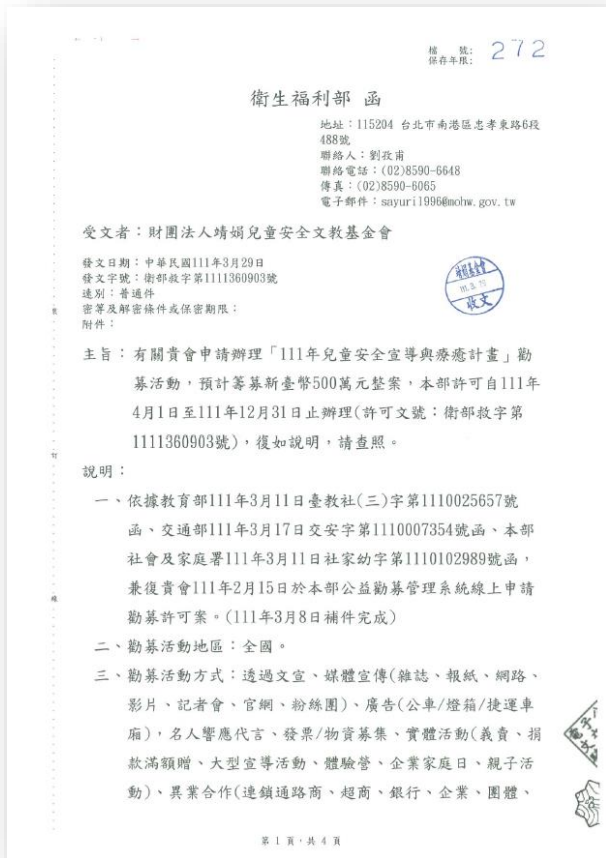 檔　　號：272
保存年限：
衛生福利部 函
地址：115204 台北市南港區忠孝東路6段
488號
聯絡人：劉孜甫
聯絡電話：(02)8590-6648
傳真：(02)8590-6065
電子郵件：sayuri1996@mohw.gov.tw
受文者：財團法人靖娟兒童安全文教基金會
發文日期：中華民國111年3月29日
發文字號：衛部救字第1111360903號
速別：普通件
密等及解密條件或保密期限：
附件：
靖娟基金會
收文
主旨：有關貴會申請辦理「111年兒童安全宣導與療癒計畫」勸
募活動，預計籌募新臺幣500萬元整案，本部許可自111年
4月1日至111年12月31日止辦理(許可文號：衛部救字第
1111360903號)，復如說明，請查照。
說明：
一、依據教育部111年3月11日臺教社(三)字第1110025657號
函、交通部111年3月17日交安字第1110007354號函、本部
社會及家庭署111年3月11日社家幼字第1110102989號函，
兼復貴會111年2月15日於本部公益勸募管理系統線上申請
勸募許可案。(111年3月8日補件完成)
二、勸募活動地區：全國。
三、勸募活動方式：透過文宣、媒體宣傳(雜誌、報紙、網路、
影片、記者會、官網、粉絲團)、廣告(公車/燈箱/捷運車
廂)，名人響應代言、發票/物資募集、實體活動(義賣、捐
款滿額贈、大型宣導活動、體驗營、企業家庭日、親子活
動)、異業合作(連鎖通路商、超商、銀行、企業、團體、
裝
訂
線
第 1 頁，共 4 頁